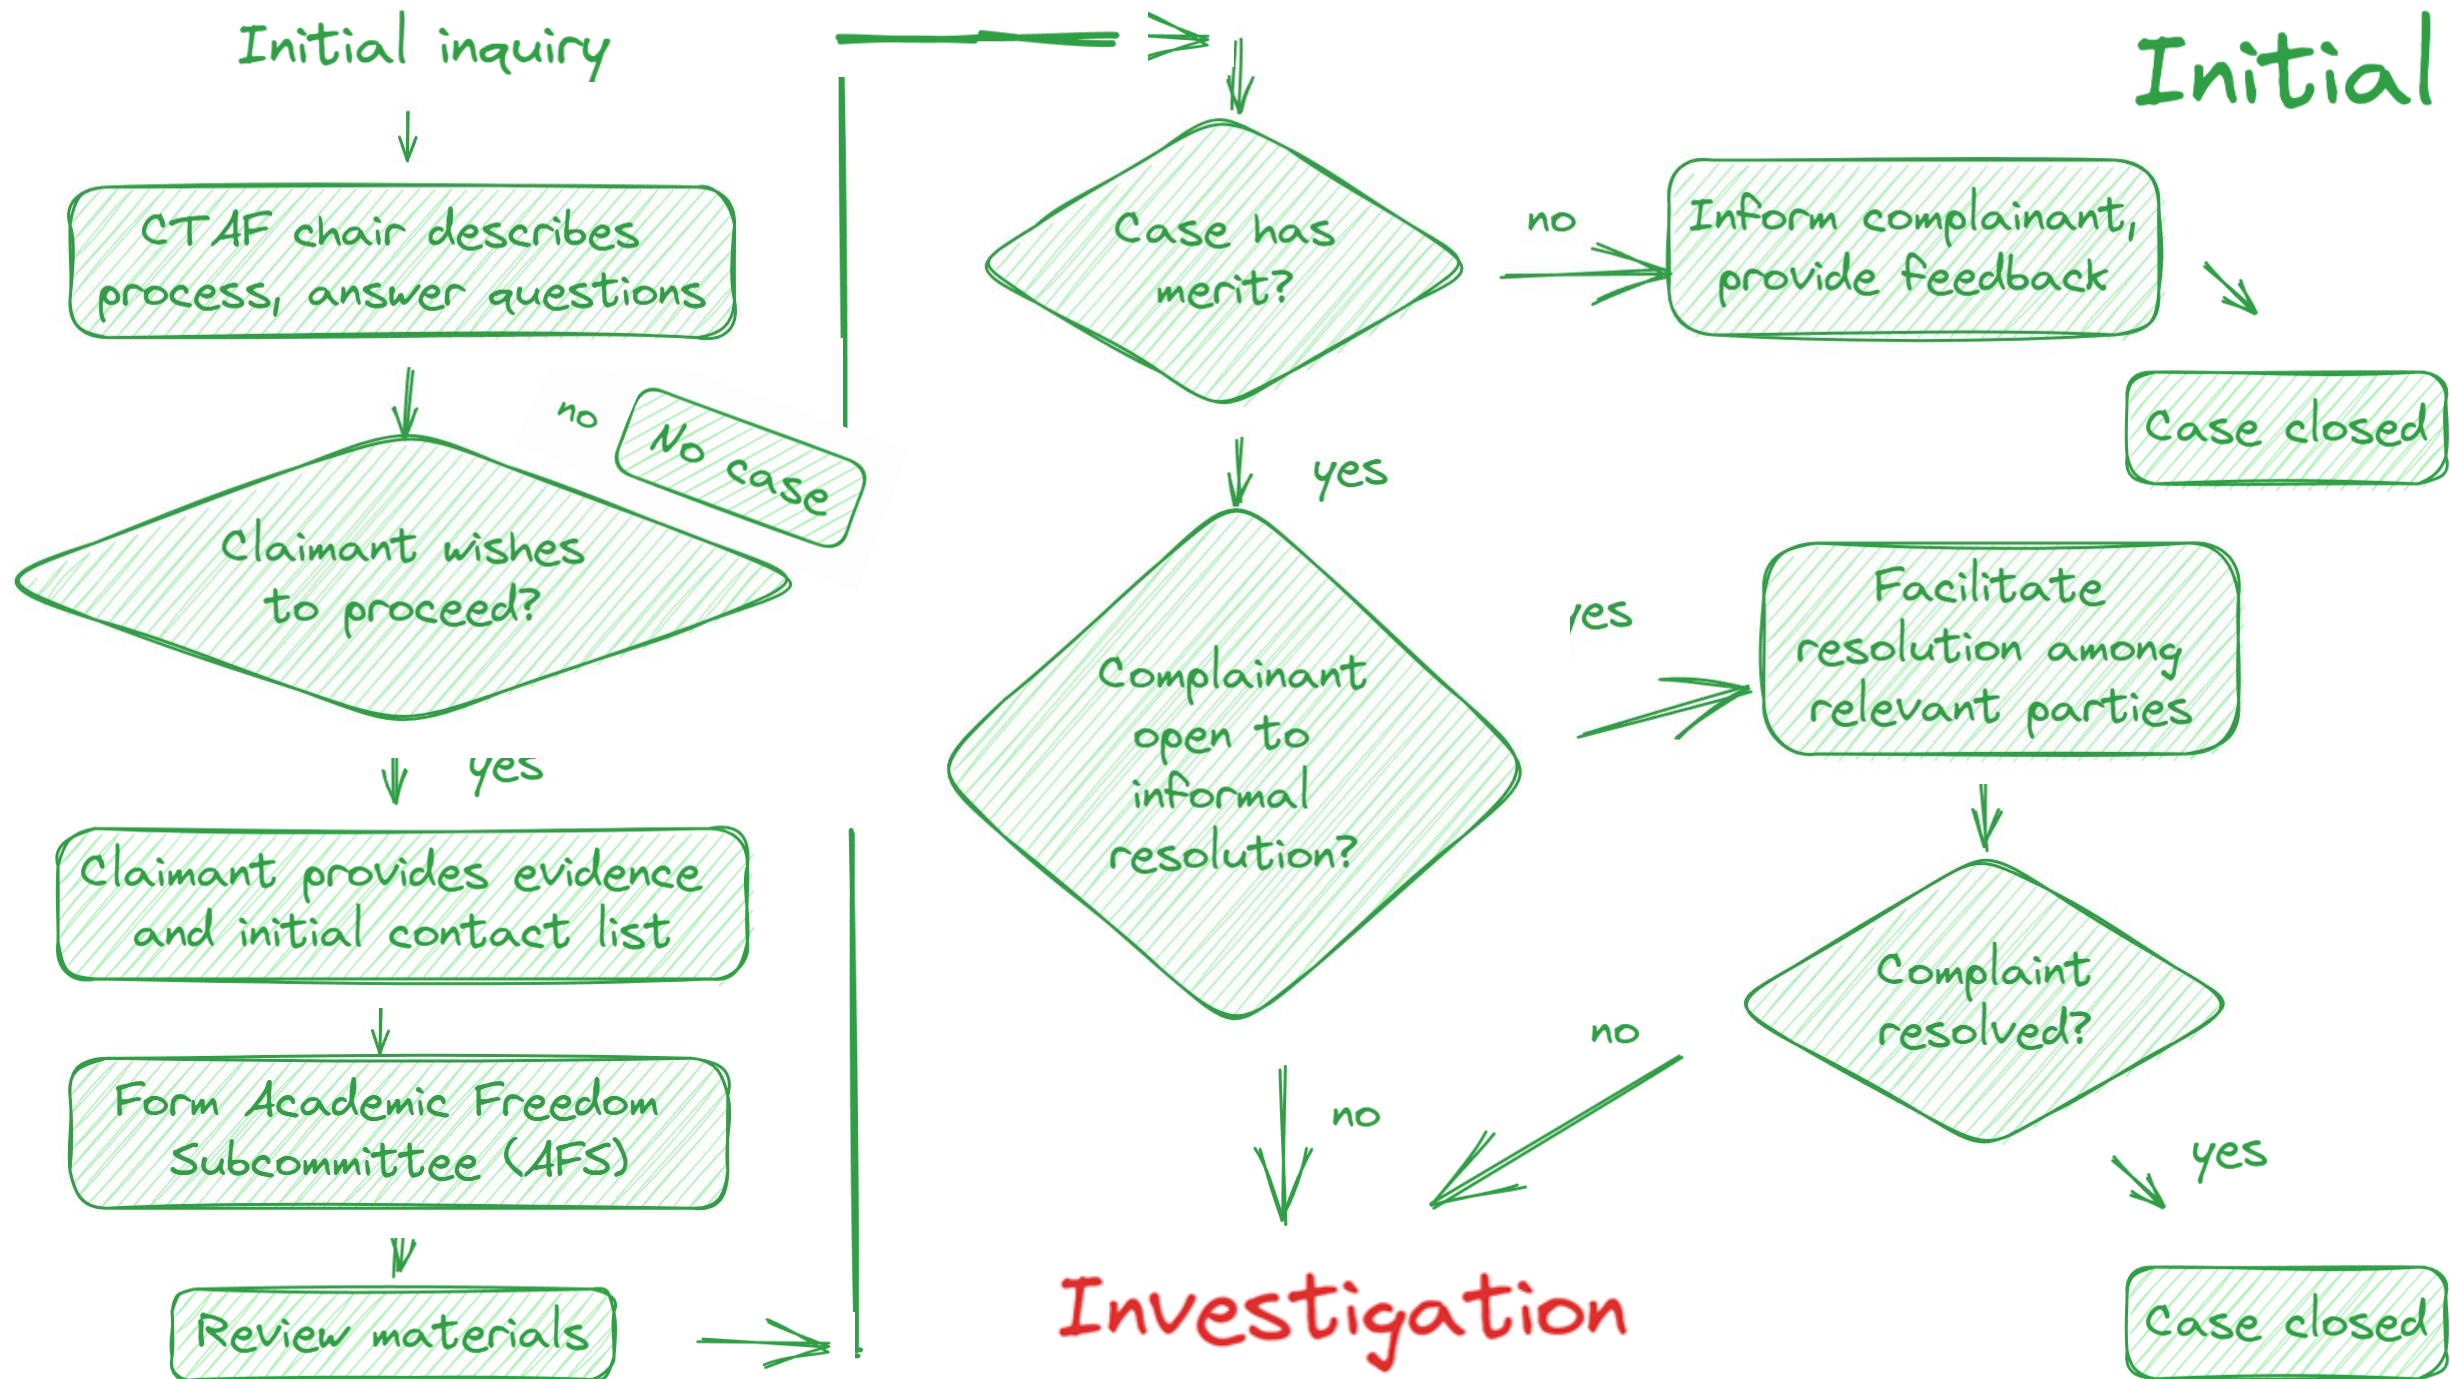 Initial inquiry
CTAF chair describes
process, answer questions
no
No case
Claimant wishes
to proceed?
yes
Claimant provides evidence
and initial contact list
Form Academic Freedom
Subcommittee (AFS)
Review materials
Initial
Case has
merit?
no
Inform complainant,
provide feedback
Case closed
yes
Complainant
open to
informal
resolution?
yes
Facilitate
resolution among
relevant parties
Complaint
resolved?
no
no
yes
Investigation
Case closed